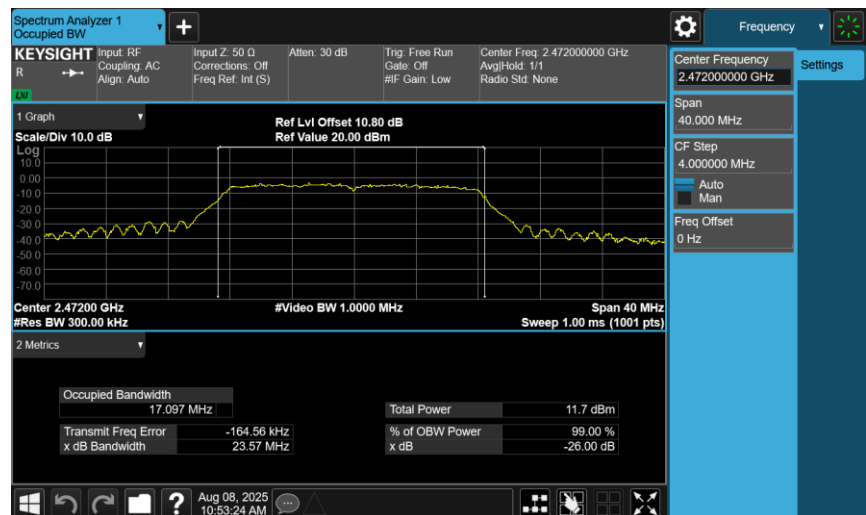 Spectrum Analyzer 1
Occupied BW
Frequency
KEYSIGHT
R
LXI
Input: RF
Coupling: AC
Align: Auto
Input Z: 50 Ω
Corrections: Off
Freq Ref: Int (S)
Atten: 30 dB
Trig: Free Run
Gate: Off
#IF Gain: Low
Center Freq: 2.472000000 GHz
Avg|Hold: 1/1
Radio Std: None
Center Frequency
2.472000000 GHz
Settings
Span
40.000 MHz
CF Step
4.000000 MHz
Auto
Man
Freq Offset
0 Hz
1 Graph
Scale/Div 10.0 dB
Ref Lvl Offset 10.80 dB
Ref Value 20.00 dBm
Log
10.0
0.00
-10.0
-20.0
-30.0
-40.0
-50.0
-60.0
-70.0
Center 2.47200 GHz
#Video BW 1.0000 MHz
Span 40 MHz
#Res BW 300.00 kHz
Sweep 1.00 ms (1001 pts)
2 Metrics
Occupied Bandwidth
17.097 MHz
Total Power 11.7 dBm
Transmit Freq Error -164.56 kHz
% of OBW Power 99.00 %
x dB Bandwidth 23.57 MHz
x dB -26.00 dB
?
Aug 08, 2025
10:53:24 AM